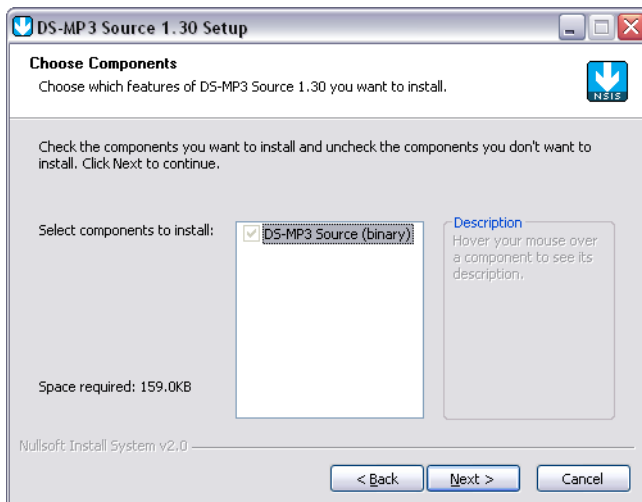 DS-MP3 Source 1.30 Setup
Choose Components
Choose which features of DS-MP3 Source 1.30 you want to install.
NSIS
Check the components you want to install and uncheck the components you don't want to
install. Click Next to continue.
Select components to install:
DS-MP3 Source (binary)
Description
Hover your mouse over
a component to see its
description.
Space required: 159.0KB
Nullsoft Install System v2.0
< Back
Next >
Cancel